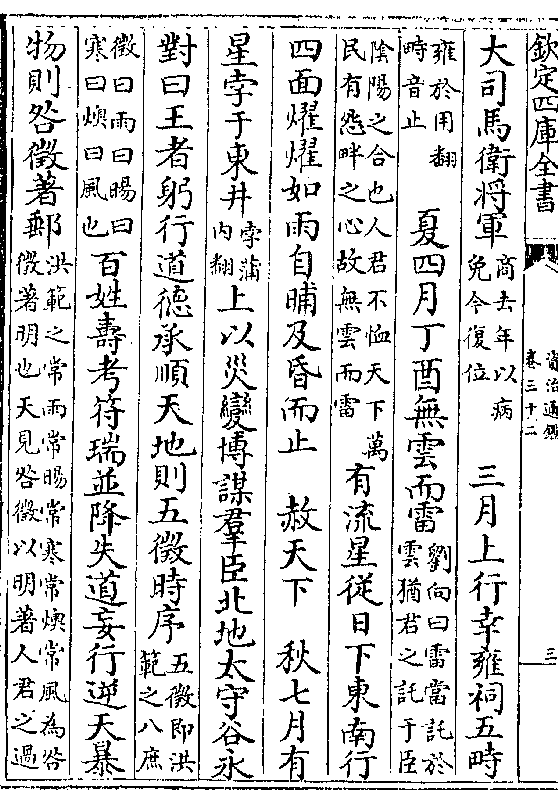 欽定四庫全書
資治通鑑
卷三十二
三
大司馬衛將軍商去年以病免今復位 三月上行幸雍祠五畤
雍於用翻畤音止 夏四月丁酉無雲而雷劉向曰雷當託於雲猶君之託于臣
陰陽之合也人君不恤天下萬民有怨畔之心故無雲而雷 有流星從日下東南行
四面燿燿如雨自晡及昏而止 赦天下 秋七月有
星孛于東井孛蒲内翻 上以災變博謀羣臣北地太守谷永
對曰王者躬行道德承順天地則五徵時序五徵即洪範之八庶
徵曰雨曰暘曰寒曰燠曰風也 百姓壽考符瑞並降失道妄行逆天暴
物則咎徵著郵洪範之常雨常暘常寒常燠常風為咎徵著明也天見咎徵以明著人君之過